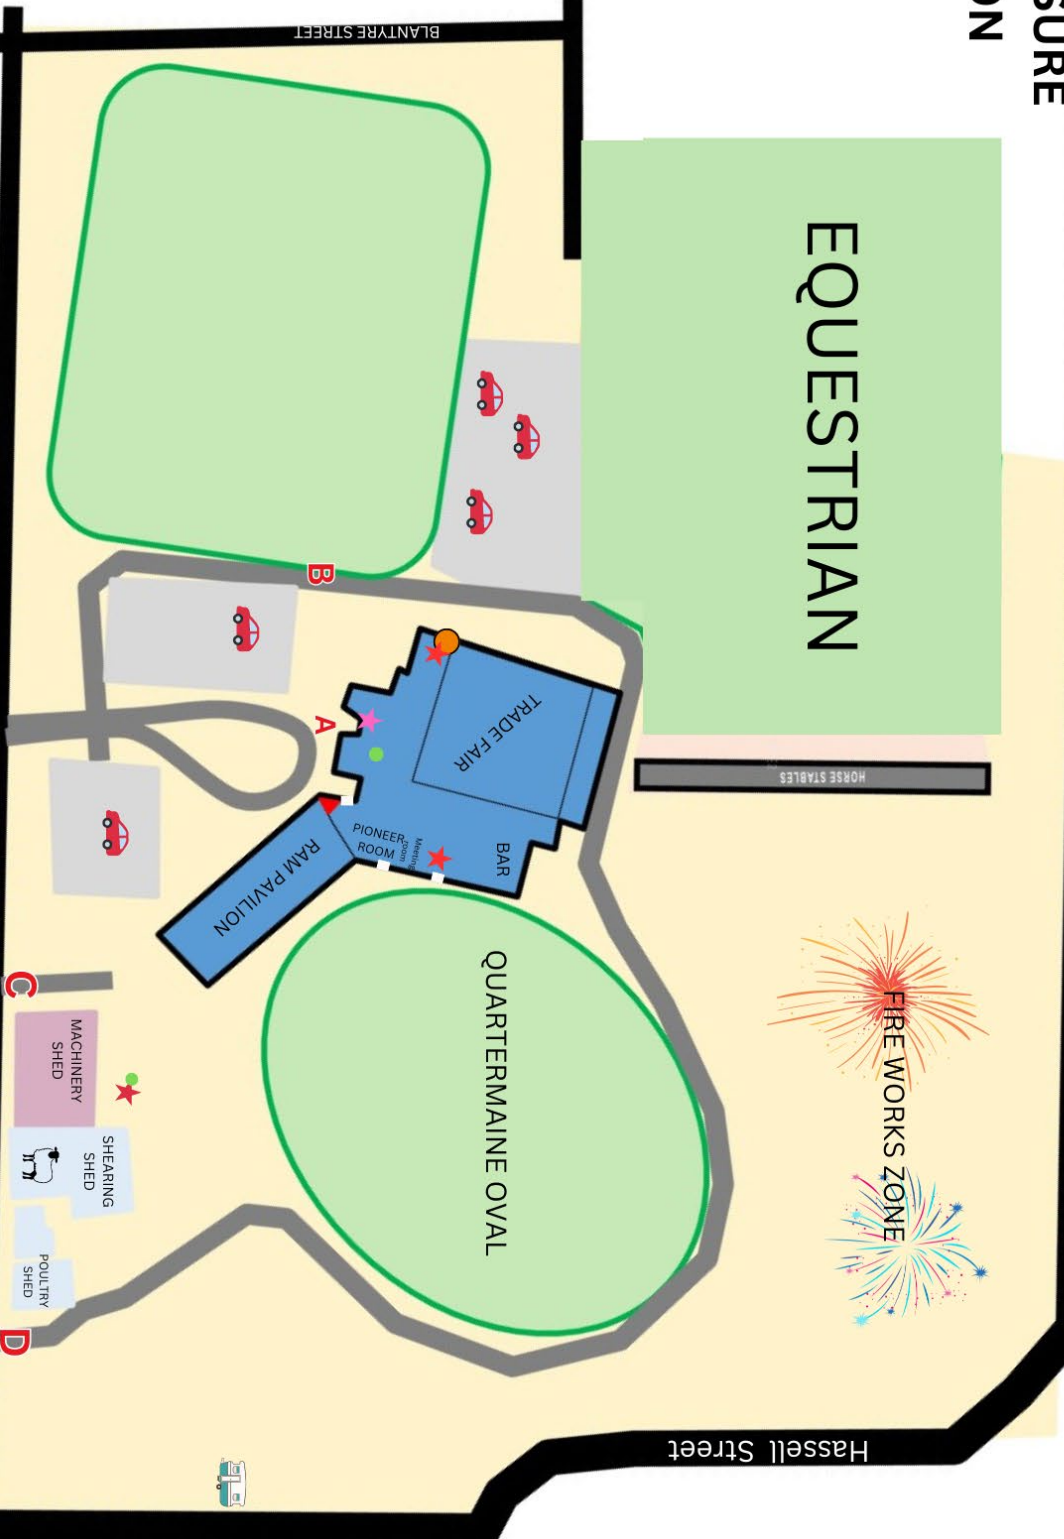 SURE
ON
BLANTYRE STREET
EQUESTRIAN
B
TRADE FAIR
A
HORSE STABLES
PIONEER
ROOM
Meeting
room
BAR
RAM PAVILION
QUARTERMAINE OVAL
C
MACHINERY
SHED
FIRE WORKS ZONE
SHEARING
SHED
POULTRY
SHED
D
Hassell Street